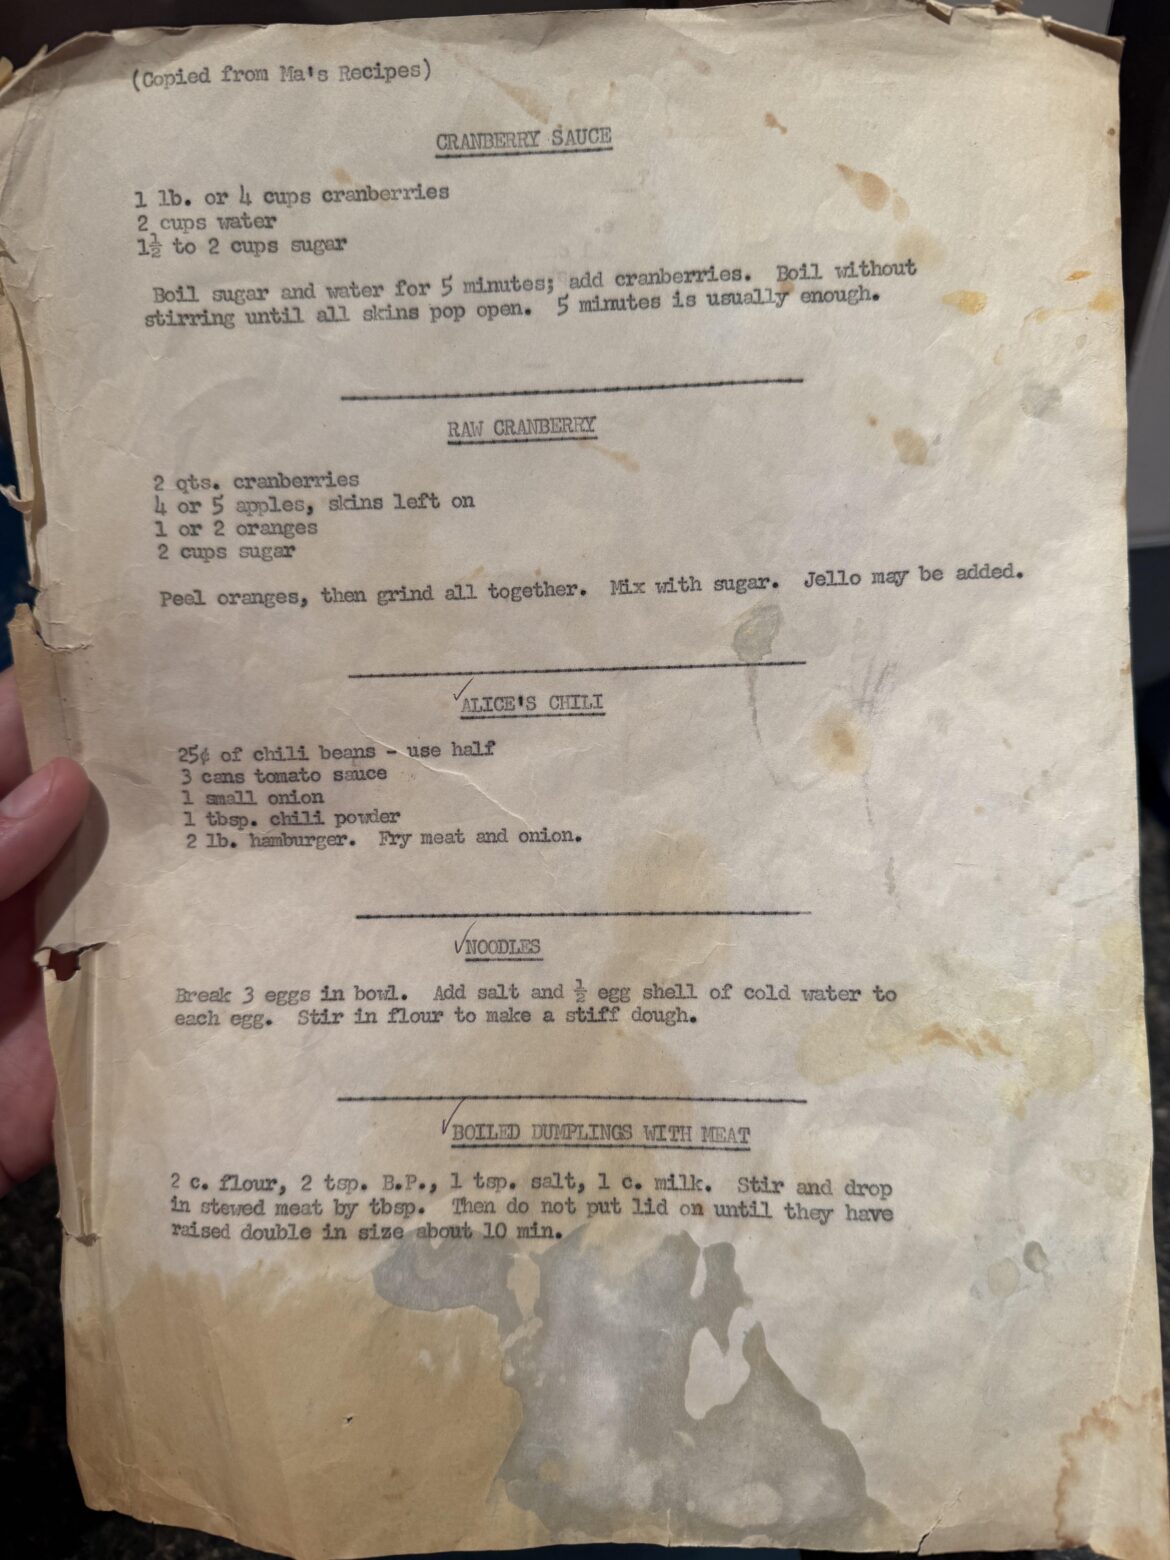 (Copied from Ma's Recipes)
CRANBERRY SAUCE
1 lb. or 4 cups cranberries
2 cups water
1½ to 2 cups sugar
Boil sugar and water for 5 minutes; add cranberries. Boil without
stirring until all skins pop open. 5 minutes is usually enough.
RAW CRANBERRY
2 qts. cranberries
4 or 5 apples, skins left on
1 or 2 oranges
2 cups sugar
Peel oranges, then grind all together. Mix with sugar. Jello may be added.
✓ALICE'S CHILI
25¢ of chili beans - use half
3 cans tomato sauce
1 small onion
1 tbsp. chili powder
2 lb. hamburger. Fry meat and onion.
✓NOODLES
Break 3 eggs in bowl. Add salt and ½ egg shell of cold water to
each egg. Stir in flour to make a stiff dough.
✓BOILED DUMPLINGS WITH MEAT
2 c. flour, 2 tsp. B.P., 1 tsp. salt, 1 c. milk. Stir and drop
in stewed meat by tbsp. Then do not put lid on until they have
raised double in size about 10 min.